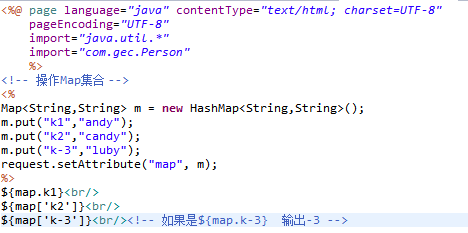 <%@ page language="java" contentType="text/html; charset=UTF-8"
    pageEncoding="UTF-8"
    import="java.util.*"
    import="com.gec.Person"
    %>
<!-- 操作Map集合 -->
<%
Map<String,String> m = new HashMap<String,String>();
m.put("k1","andy");
m.put("k2","candy");
m.put("k-3","luby");
request.setAttribute("map", m);
%>
${map.k1}<br/>
${map['k2']}<br/>
${map['k-3']}<br/><!-- 如果是${map.k-3}  输出-3 -->